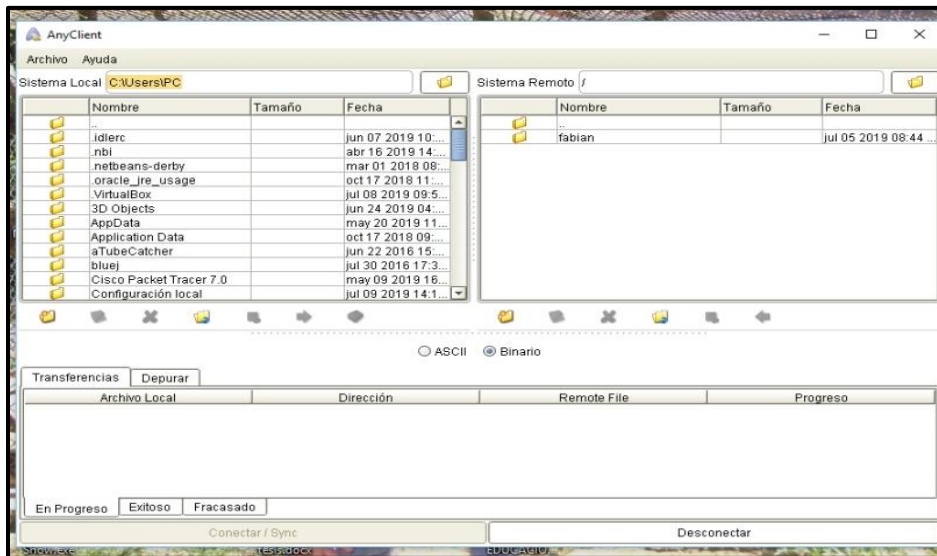 AnyClient
Archivo Ayuda
Sistema Local C:\Users\PC Sistema Remoto /
Nombre Tamaño Fecha Nombre Tamaño Fecha
.. ..
.idlerc jun 07 2019 10:... fabian jul 05 2019 08:44 ...
.nbi abr 16 2019 14:...
.netbeans-derby mar 01 2018 08:...
.oracle_jre_usage oct 17 2018 11:...
.VirtualBox jul 08 2019 09:5...
3D Objects jun 24 2019 04:...
AppData may 20 2019 11...
Application Data oct 17 2018 09:...
aTubeCatcher jun 22 2016 15:...
bluej jul 30 2016 17:3...
Cisco Packet Tracer 7.0 may 09 2019 16...
Configuración local jul 09 2019 14:1...
ASCII Binario
Transferencias Depurar
Archivo Local Dirección Remote File Progreso
En Progreso Exitoso Fracasado
Conectar / Sync Desconectar
Snow.exe tesis.docx EDUCACIO...